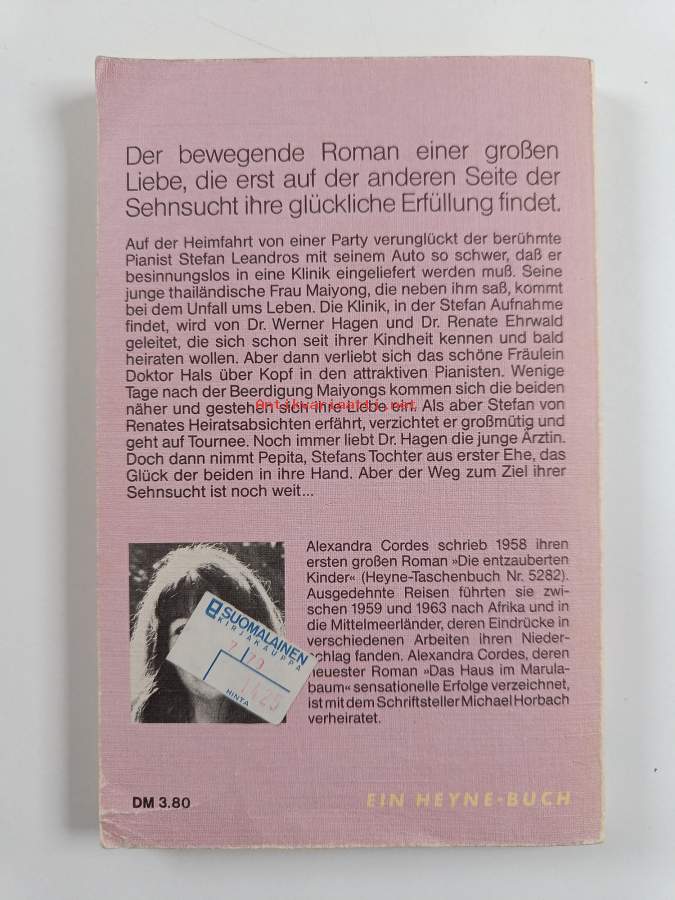 Der bewegende Roman einer großen
Liebe, die erst auf der anderen Seite der
Sehnsucht ihre glückliche Erfüllung findet.
Auf der Heimfahrt von einer Party verunglückt der berühmte
Pianist Stefan Leandros mit seinem Auto so schwer, daß er
besinnungslos in eine Klinik eingeliefert werden muß. Seine
junge thailändische Frau Maiyong, die neben ihm saß, kommt
bei dem Unfall ums Leben. Die Klinik, in der Stefan Aufnahme
findet, wird von Dr. Werner Hagen und Dr. Renate Ehrwald
geleitet, die sich schon seit ihrer Kindheit kennen und bald
heiraten wollen. Aber dann verliebt sich das schöne Fräulein
Doktor Hals über Kopf in den attraktiven Pianisten. Wenige
Tage nach der Beerdigung Maiyongs kommen sich die beiden
näher und gestehen sich ihre Liebe ein. Als aber Stefan von
Renates Heiratsabsichten erfährt, verzichtet er großmütig und
geht auf Tournee. Noch immer liebt Dr. Hagen die junge Ärztin.
Doch dann nimmt Pepita, Stefans Tochter aus erster Ehe, das
Glück der beiden in ihre Hand. Aber der Weg zum Ziel ihrer
Sehnsucht ist noch weit...
antikvariaatti.net
Alexandra Cordes schrieb 1958 ihren
ersten großen Roman »Die entzauberten
Kinder« (Heyne-Taschenbuch Nr. 5282).
Ausgedehnte Reisen führten sie zwi-
schen 1959 und 1963 nach Afrika und in
die Mittelmeerländer, deren Eindrücke in
verschiedenen Arbeiten ihren Nieder-
schlag fanden. Alexandra Cordes, deren
neuester Roman »Das Haus im Marula-
baum« sensationelle Erfolge verzeichnet,
ist mit dem Schriftsteller Michael Horbach
verheiratet.
SUOMALAINEN
KIRJAKAUPPA
7 79
HINTA
1425
DM 3.80
EIN HEYNE-BUCH